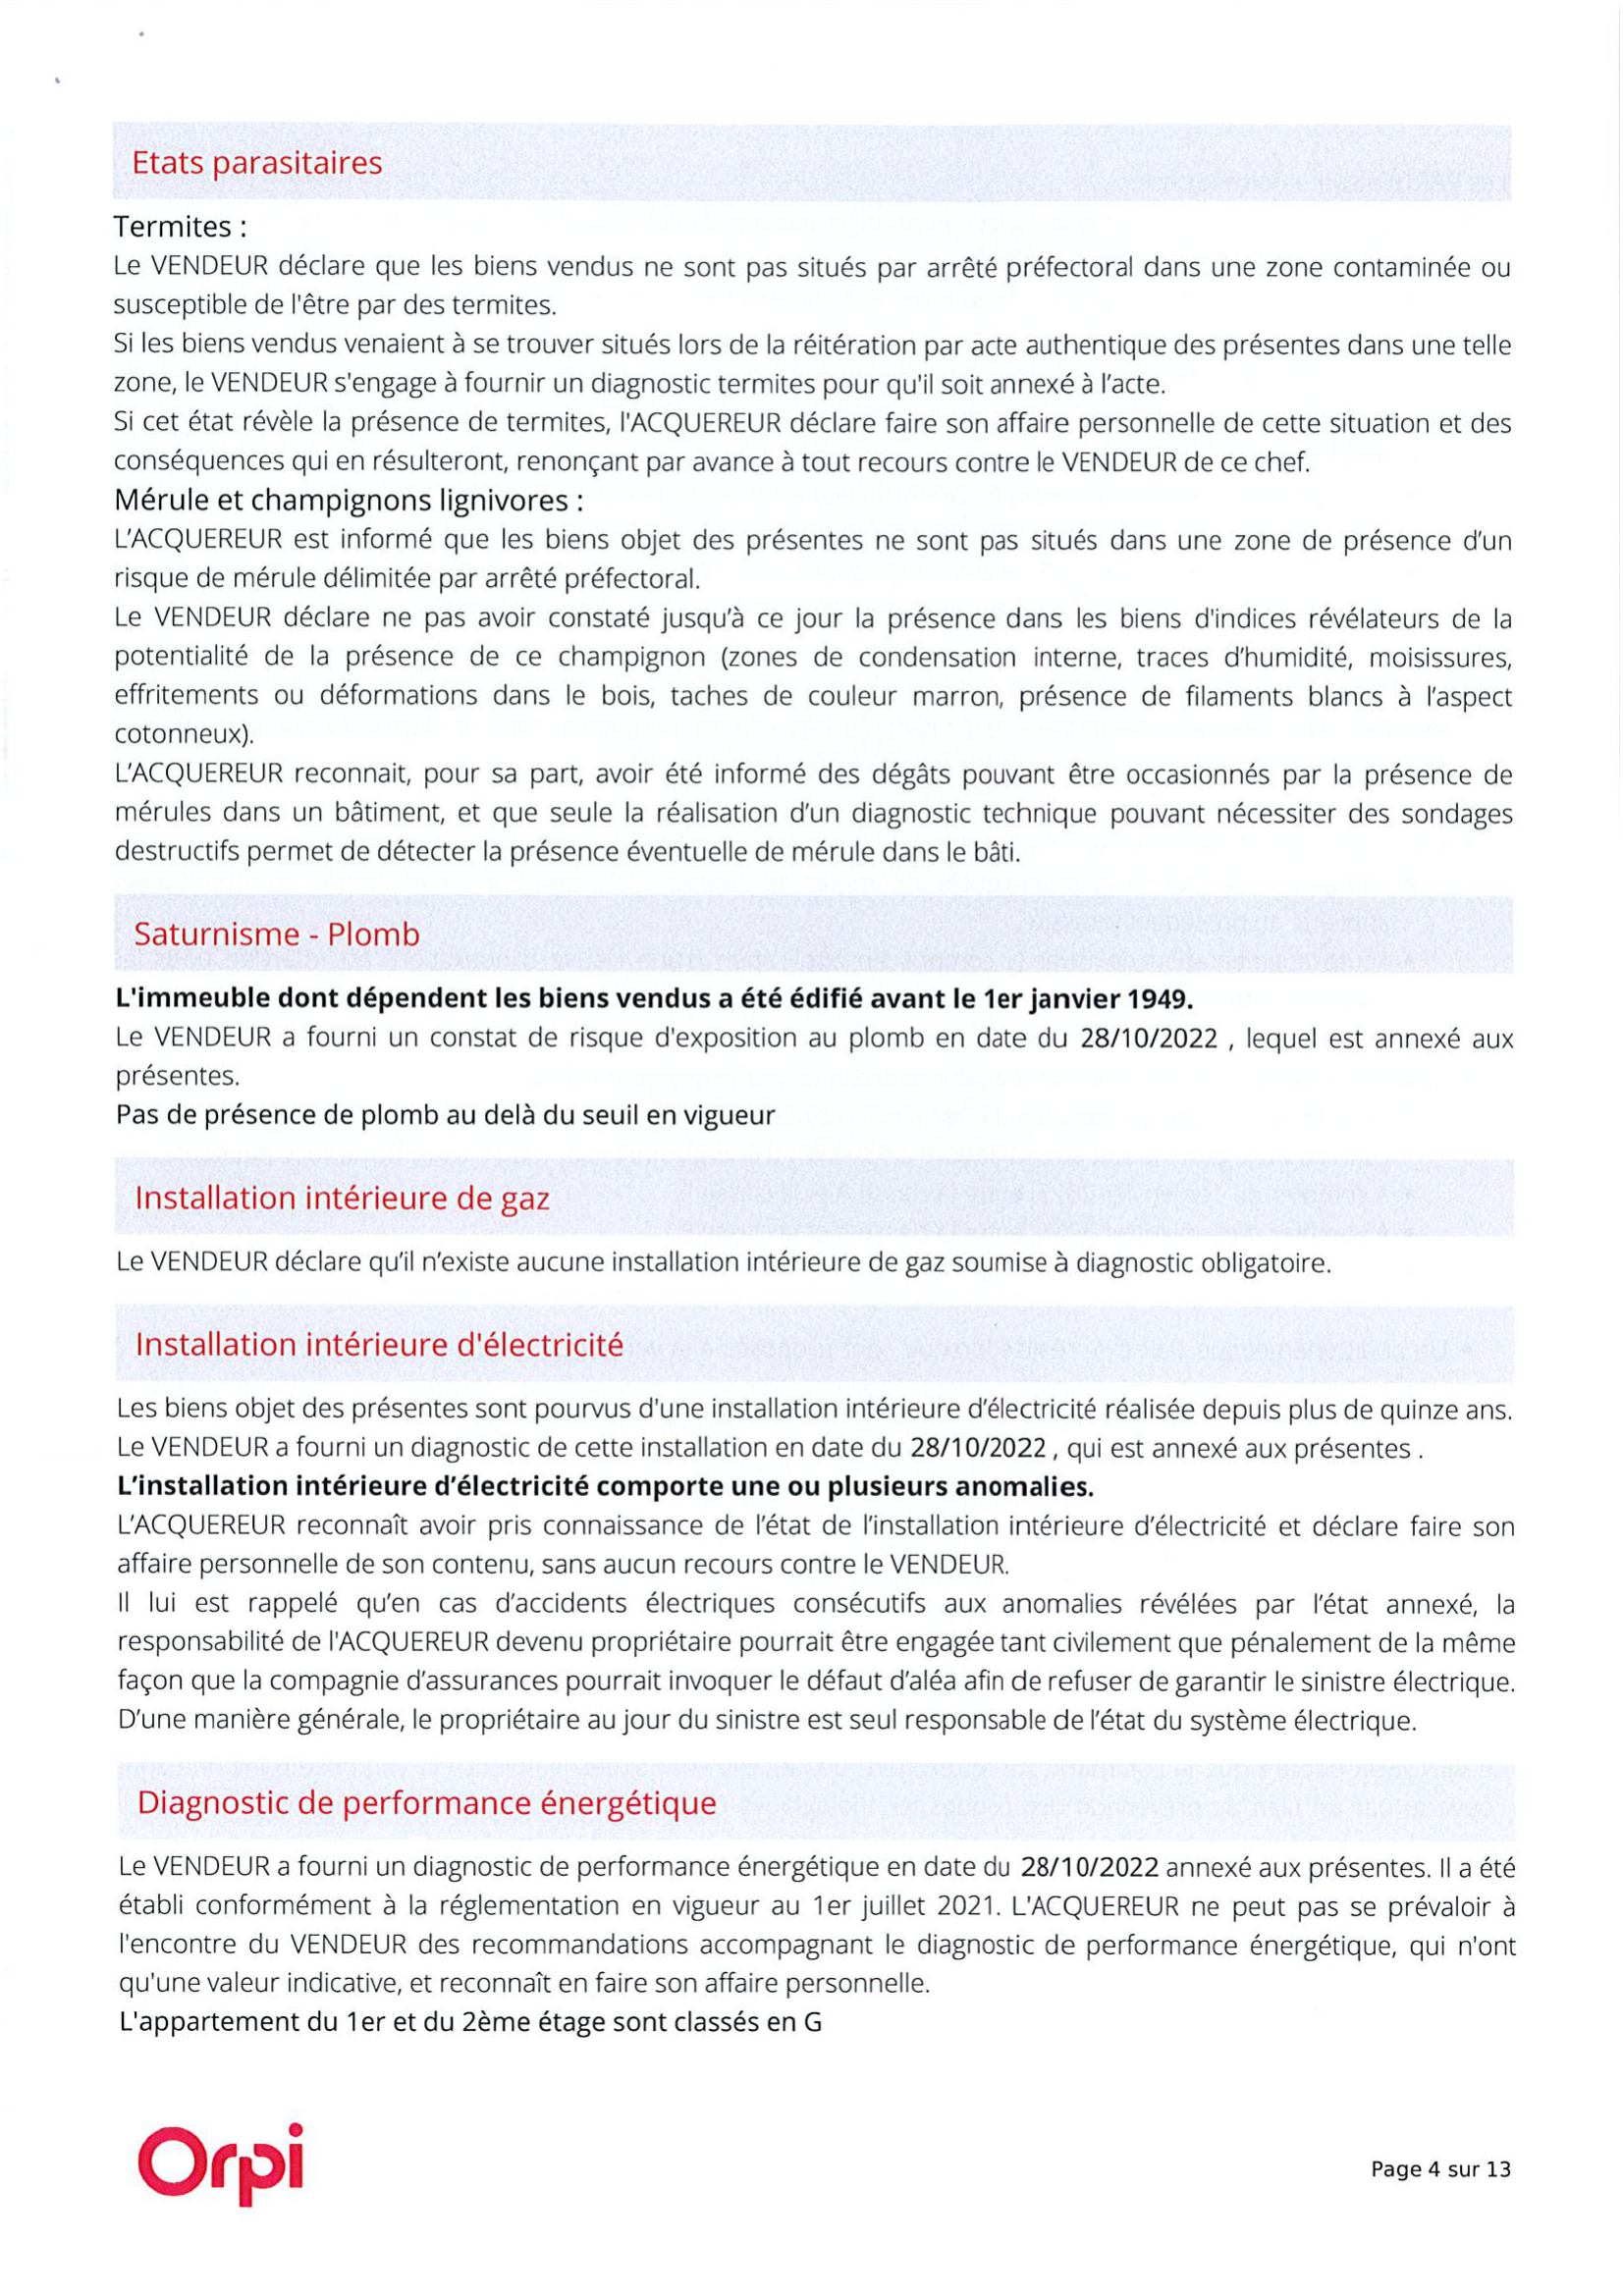 Etats parasitaires
Termites :
Le VENDEUR déclare que les biens vendus ne sont pas situés par arrêté préfectoral dans une zone contaminée ou
susceptible de l'être par des termites.
Si les biens vendus venaient à se trouver situés lors de la réitération par acte authentique des présentes dans une telle
zone, le VENDEUR s'engage à fournir un diagnostic termites pour qu'il soit annexé à l’acte.
Si cet état révèle la présence de termites, l'ACQUEREUR déclare faire son affaire personnelle de cette situation et des
conséquences qui en résulteront, renonçant par avance à tout recours contre le VENDEUR de ce chef.
Mérule et champignons lignivores :
L’ACQUEREUR est informé que les biens objet des présentes ne sont pas situés dans une zone de présence d’un
risque de mérule délimitée par arrêté préfectoral.
Le VENDEUR déclare ne pas avoir constaté jusqu’à ce jour la présence dans les biens d'indices révélateurs de la
potentialité de la présence de ce champignon (zones de condensation interne, traces d’humidité, moisissures,
effritements ou déformations dans le bois, taches de couleur marron, présence de filaments blancs à l’aspect
cotonneux).
L’ACQUEREUR reconnait, pour sa part, avoir été informé des dégâts pouvant être occasionnés par la présence de
mérules dans un bâtiment, et que seule la réalisation d’un diagnostic technique pouvant nécessiter des sondages
destructifs permet de détecter la présence éventuelle de mérule dans le bâti.
Saturnisme - Plomb
L'immeuble dont dépendent les biens vendus a été édifié avant le 1er janvier 1949.
Le VENDEUR a fourni un constat de risque d'exposition au plomb en date du 28/10/2022 , lequel est annexé aux
présentes.
Pas de présence de plomb au delà du seuil en vigueur
Installation intérieure de gaz
Le VENDEUR déclare qu’il n’existe aucune installation intérieure de gaz soumise à diagnostic obligatoire.
Installation intérieure d'électricité
Les biens objet des présentes sont pourvus d'une installation intérieure d’électricité réalisée depuis plus de quinze ans.
Le VENDEUR a fourni un diagnostic de cette installation en date du 28/10/2022 , qui est annexé aux présentes .
L’installation intérieure d’électricité comporte une ou plusieurs anomalies.
L’ACQUEREUR reconnaît avoir pris connaissance de l’état de l’installation intérieure d’électricité et déclare faire son
affaire personnelle de son contenu, sans aucun recours contre le VENDEUR.
Il lui est rappelé qu’en cas d’accidents électriques consécutifs aux anomalies révélées par l’état annexé, la
responsabilité de l'ACQUEREUR devenu propriétaire pourrait être engagée tant civilement que pénalement de la même
façon que la compagnie d’assurances pourrait invoquer le défaut d’aléa afin de refuser de garantir le sinistre électrique.
D’une manière générale, le propriétaire au jour du sinistre est seul responsable de l’état du système électrique.
Diagnostic de performance énergétique
Le VENDEUR a fourni un diagnostic de performance énergétique en date du 28/10/2022 annexé aux présentes. Il a été
établi conformément à la réglementation en vigueur au 1er juillet 2021. L'ACQUEREUR ne peut pas se prévaloir à
l'encontre du VENDEUR des recommandations accompagnant le diagnostic de performance énergétique, qui n'ont
qu'une valeur indicative, et reconnaît en faire son affaire personnelle.
L'appartement du 1er et du 2ème étage sont classés en G
Orpi
Page 4 sur 13